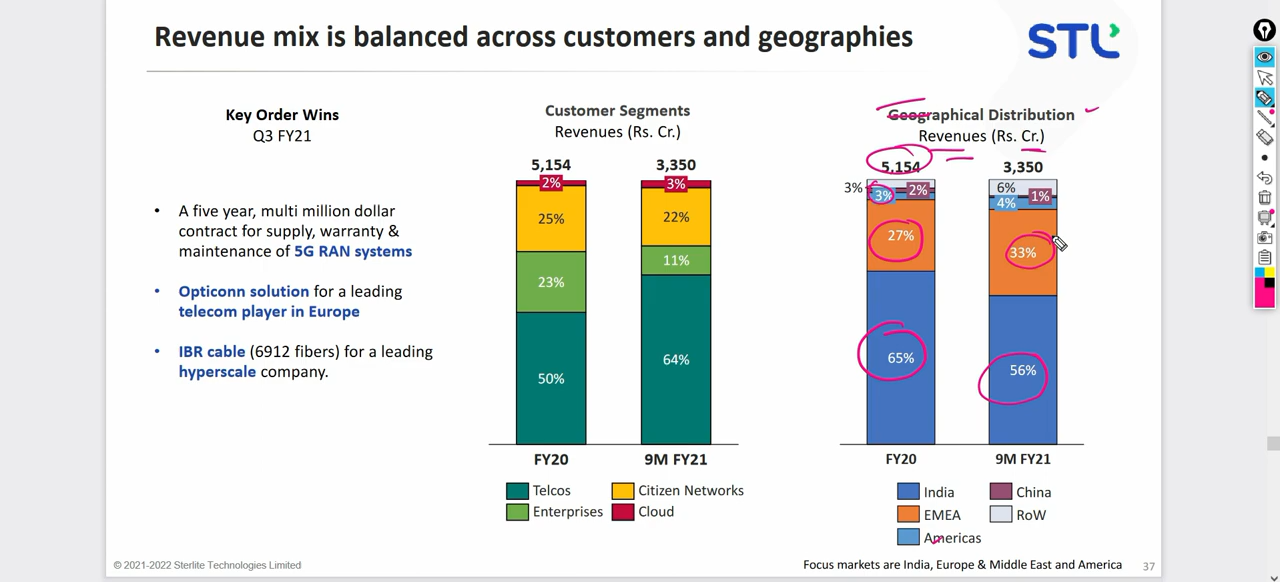 Revenue mix is balanced across customers and geographies
STL
Key Order Wins
Q3 FY21
• A five year, multi million dollar
contract for supply, warranty &
maintenance of 5G RAN systems
• Opticonn solution for a leading
telecom player in Europe
• IBR cable (6912 fibers) for a leading
hyperscale company.
Customer Segments
Revenues (Rs. Cr.)
5,154 3,350
2% 3%
25% 22%
23% 11%
50% 64%
FY20 9M FY21
Telcos Citizen Networks
Enterprises Cloud
Geographical Distribution
Revenues (Rs. Cr.)
5,154 3,350
3% 3% 2% 6% 4% 1%
27% 33%
65% 56%
FY20 9M FY21
India China
EMEA RoW
Americas
© 2021-2022 Sterlite Technologies Limited
Focus markets are India, Europe & Middle East and America 37